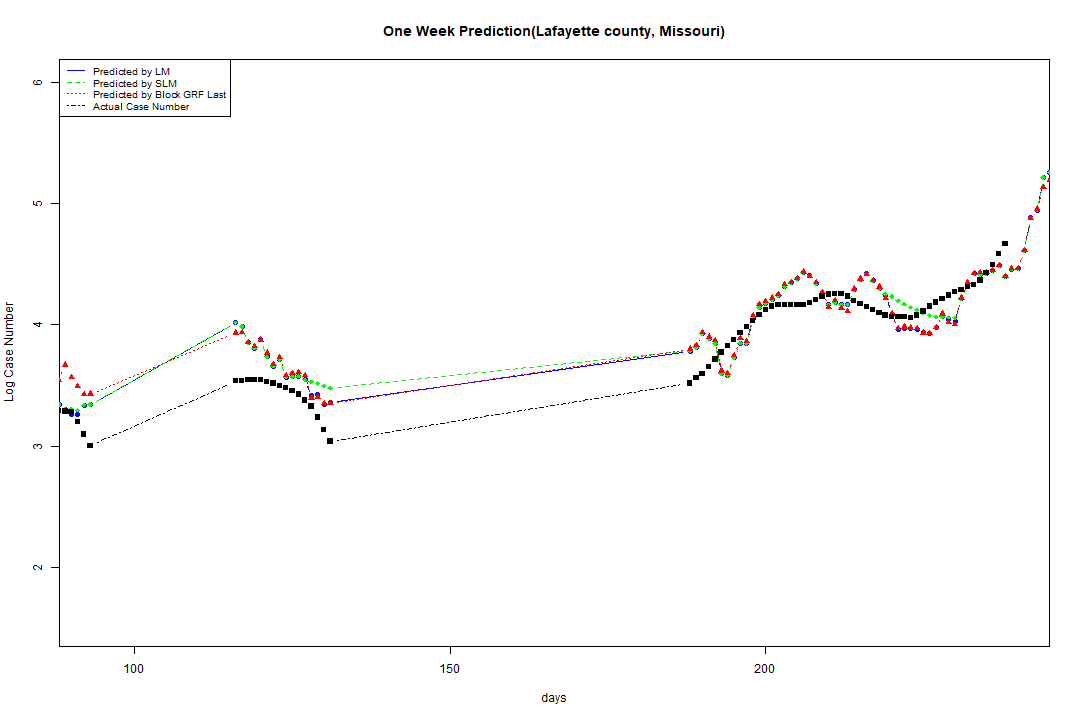 One Week Prediction(Lafayette county, Missouri)
Predicted by LM
Predicted by SLM
Predicted by Block GRF Last
Actual Case Number
6
5
4
3
2
Log Case Number
100 150 200
days